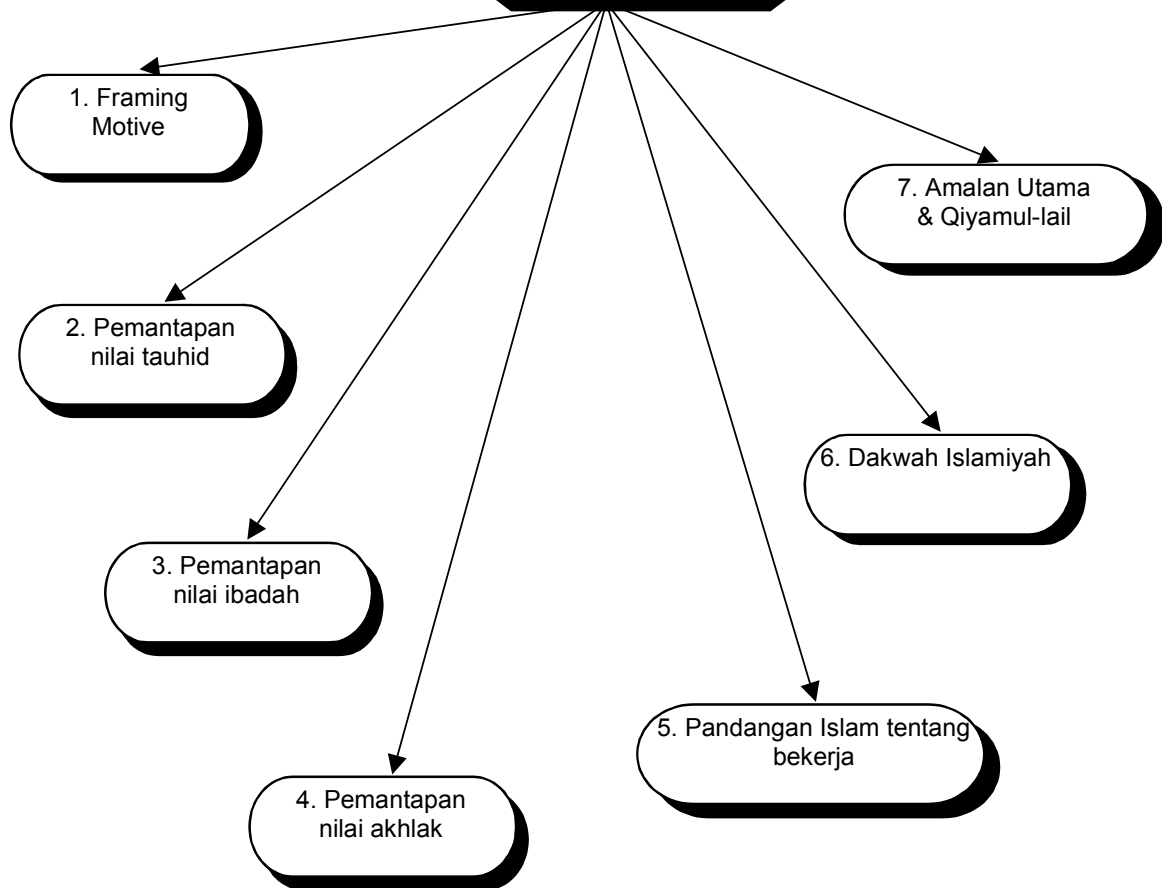 1. Framing
Motive
2. Pemantapan
nilai tauhid
3. Pemantapan
nilai ibadah
4. Pemantapan
nilai akhlak
5. Pandangan Islam tentang
bekerja
6. Dakwah Islamiyah
7. Amalan Utama
& Qiyamul-lail